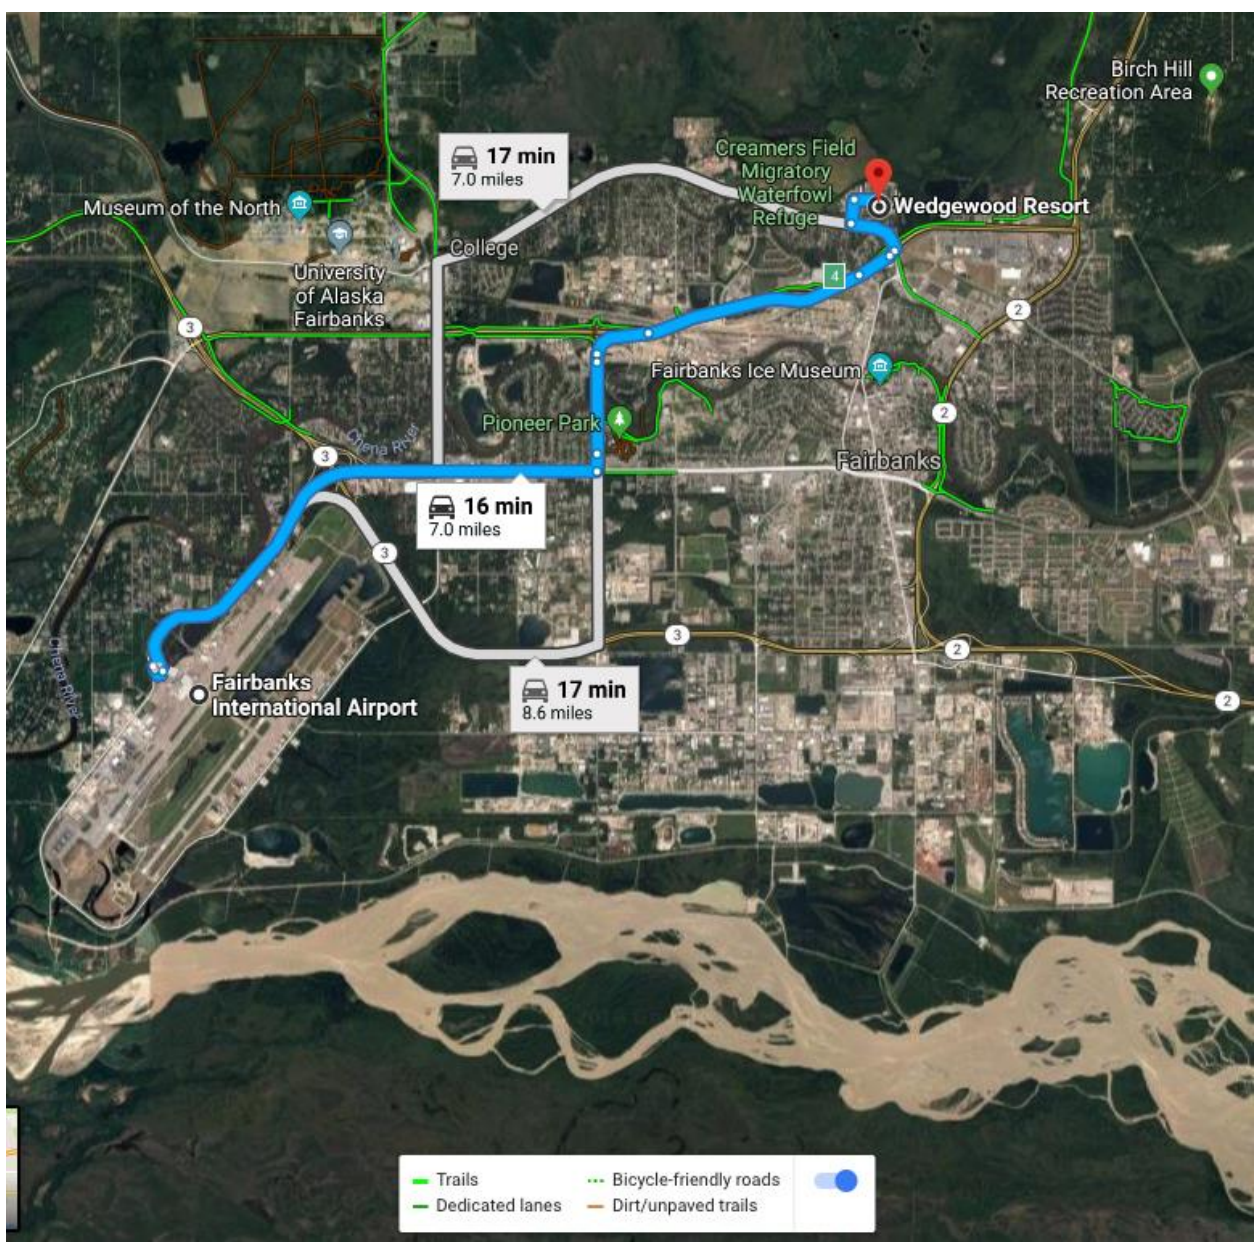 Birch Hill
Recreation Area
17 min
7.0 miles
Creamers Field
Migratory
Waterfowl
Refuge
Museum of the North
Wedgewood Resort
College
University
of Alaska
Fairbanks
4
2
3
Fairbanks Ice Museum
Pioneer Park
2
Chena River
3
Fairbanks
16 min
7.0 miles
3
3
2
Chena River
Fairbanks
International Airport
17 min
8.6 miles
2
Trails
Bicycle-friendly roads
Dedicated lanes
Dirt/unpaved trails